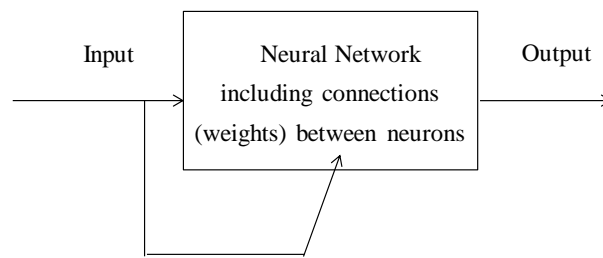 Input
Neural Network
including connections
(weights) between neurons
Output